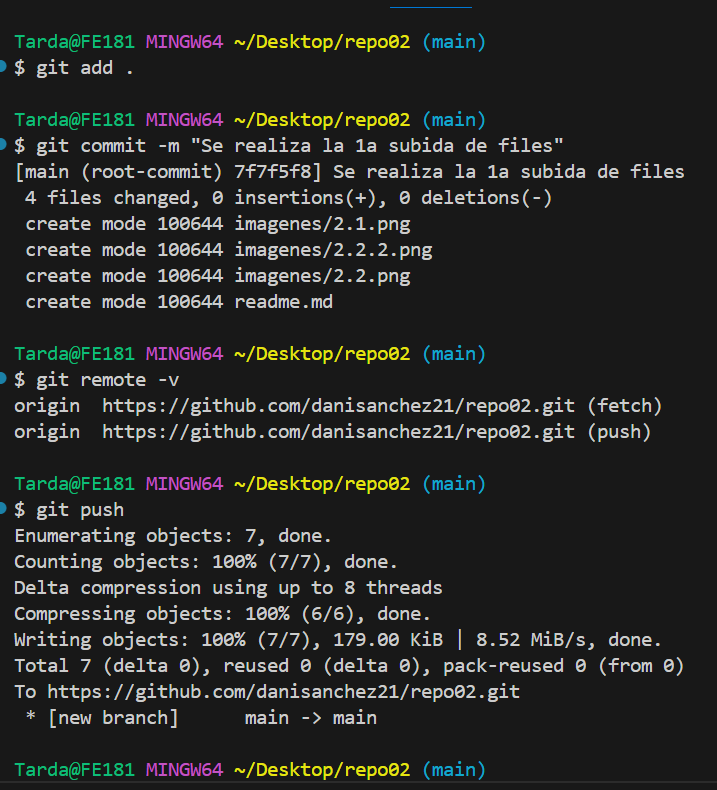 Tarda@FE181 MINGW64 ~/Desktop/repo02 (main)
$ git add .
Tarda@FE181 MINGW64 ~/Desktop/repo02 (main)
$ git commit -m "Se realiza la 1a subida de files"
[main (root-commit) 7f7f5f8] Se realiza la 1a subida de files
 4 files changed, 0 insertions(+), 0 deletions(-)
 create mode 100644 imagenes/2.1.png
 create mode 100644 imagenes/2.2.2.png
 create mode 100644 imagenes/2.2.png
 create mode 100644 readme.md
Tarda@FE181 MINGW64 ~/Desktop/repo02 (main)
$ git remote -v
origin  https://github.com/danisanchez21/repo02.git (fetch)
origin  https://github.com/danisanchez21/repo02.git (push)
Tarda@FE181 MINGW64 ~/Desktop/repo02 (main)
$ git push
Enumerating objects: 7, done.
Counting objects: 100% (7/7), done.
Delta compression using up to 8 threads
Compressing objects: 100% (6/6), done.
Writing objects: 100% (7/7), 179.00 KiB | 8.52 MiB/s, done.
Total 7 (delta 0), reused 0 (delta 0), pack-reused 0 (from 0)
To https://github.com/danisanchez21/repo02.git
 * [new branch]      main -> main
Tarda@FE181 MINGW64 ~/Desktop/repo02 (main)